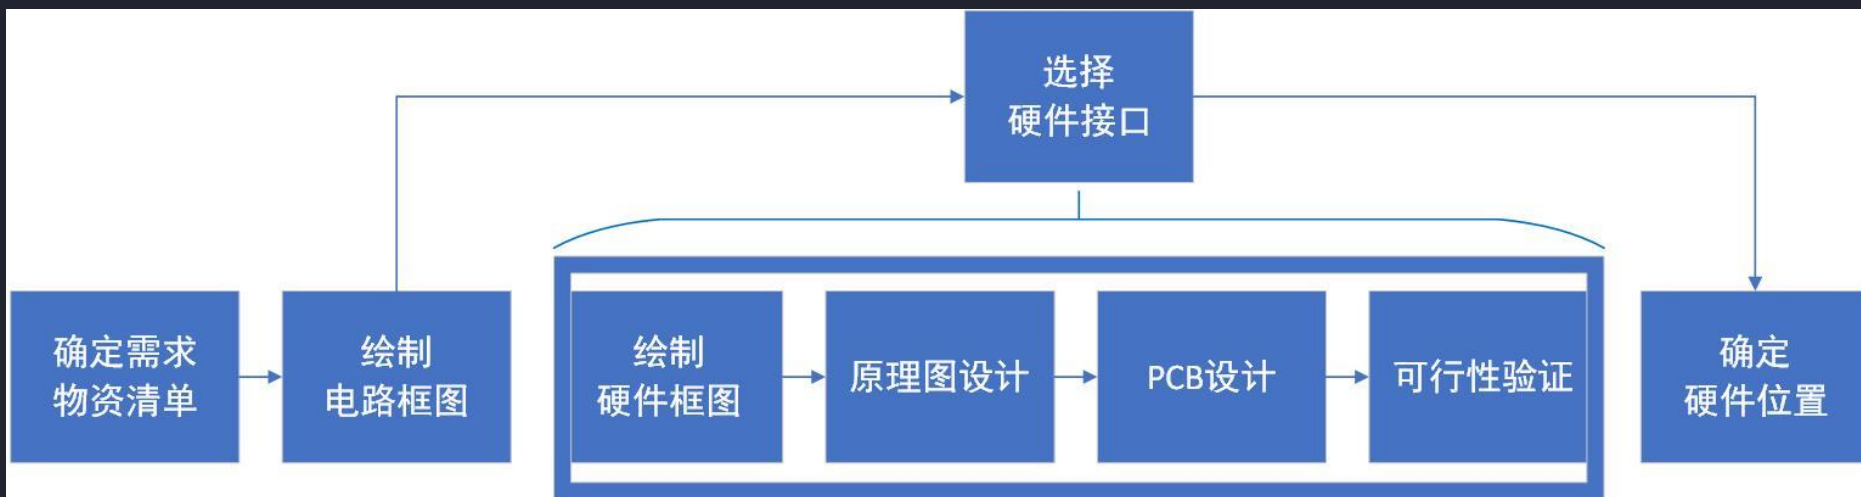 选择
硬件接口
确定需求
物资清单
绘制
电路框图
绘制
硬件框图
原理图设计
PCB设计
可行性验证
确定
硬件位置